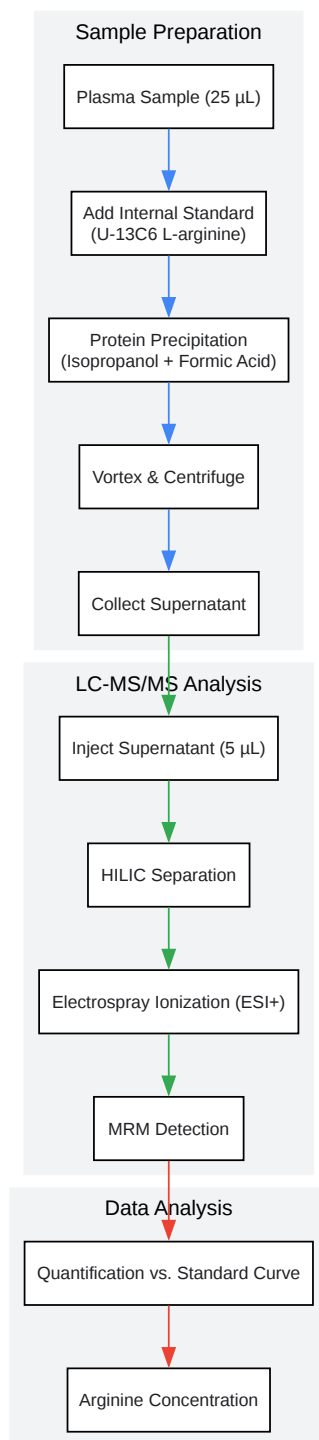 Sample Preparation
Plasma Sample (25 µL)
Add Internal Standard
(U-13C6 L-arginine)
Protein Precipitation
(Isopropanol + Formic Acid)
Vortex & Centrifuge
Collect Supernatant
LC-MS/MS Analysis
Inject Supernatant (5 µL)
HILIC Separation
Electrospray Ionization (ESI+)
MRM Detection
Data Analysis
Quantification vs. Standard Curve
Arginine Concentration